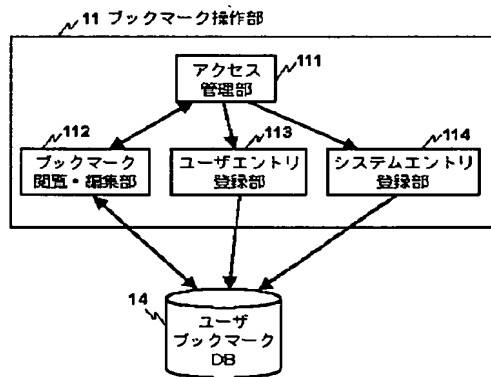 11 ブックマーク操作部
アクセス
管理部
111
112
ブックマーク
閲覧・編集部
113
ユーザエントリ
登録部
114
システムエントリ
登録部
14
ユーザ
ブックマーク
DB